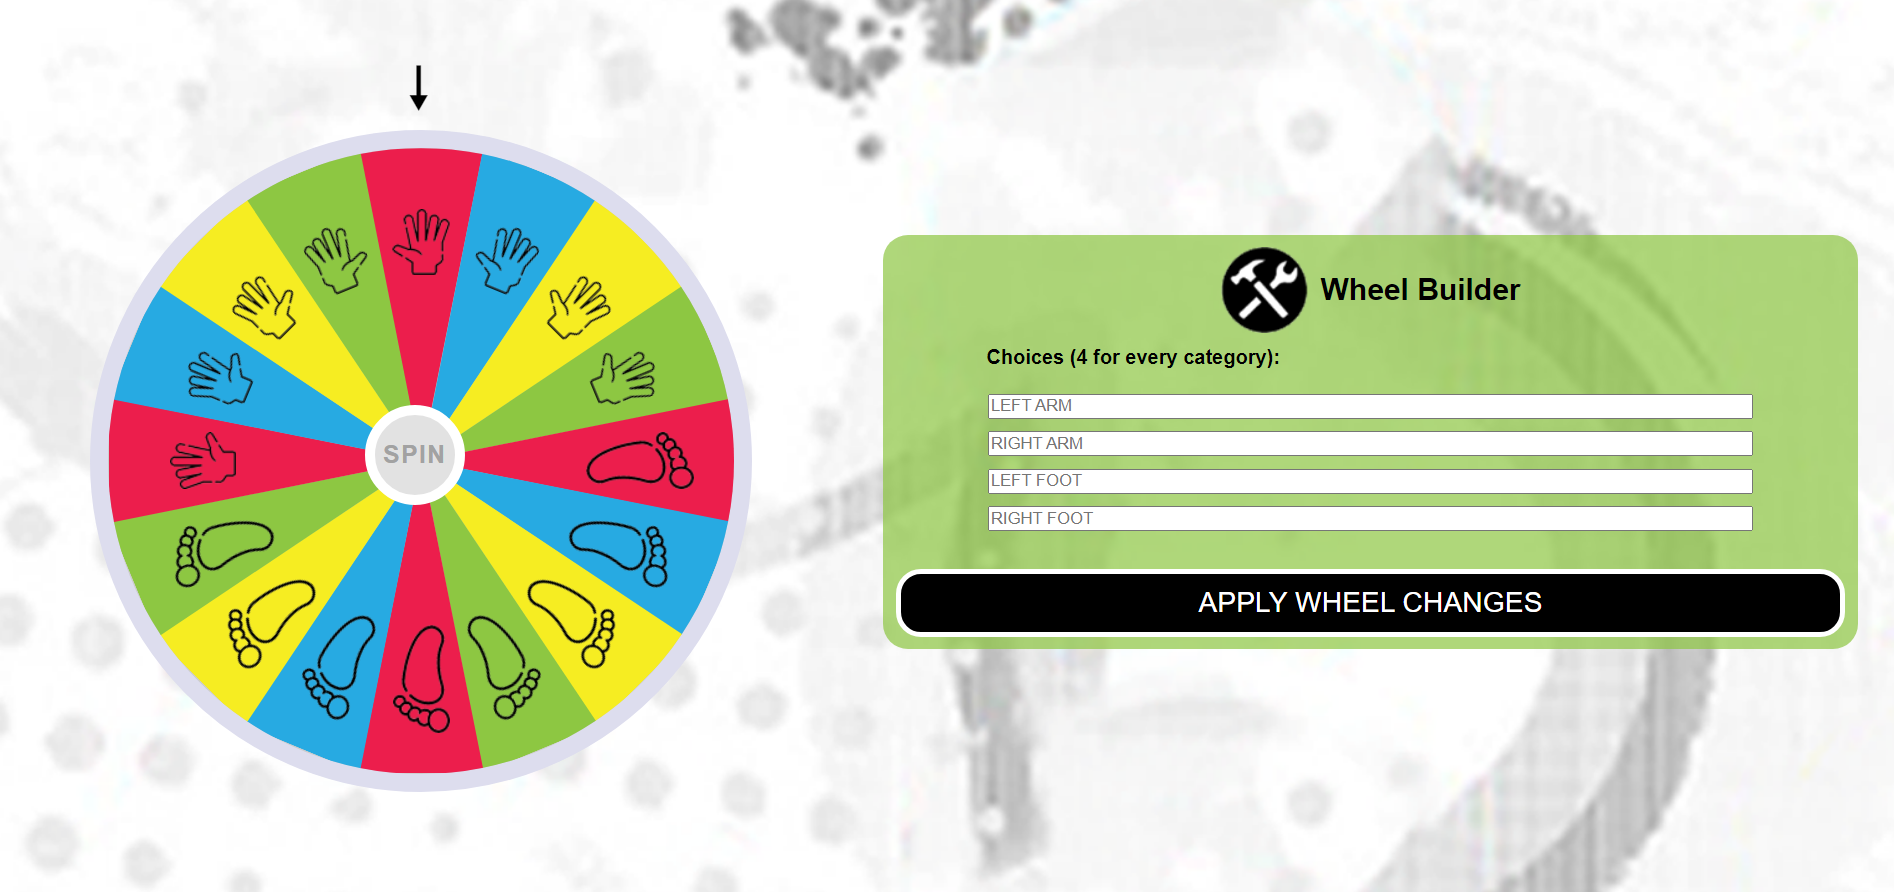 SPIN
Wheel Builder
Choices (4 for every category):
LEFT ARM
RIGHT ARM
LEFT FOOT
RIGHT FOOT
APPLY WHEEL CHANGES